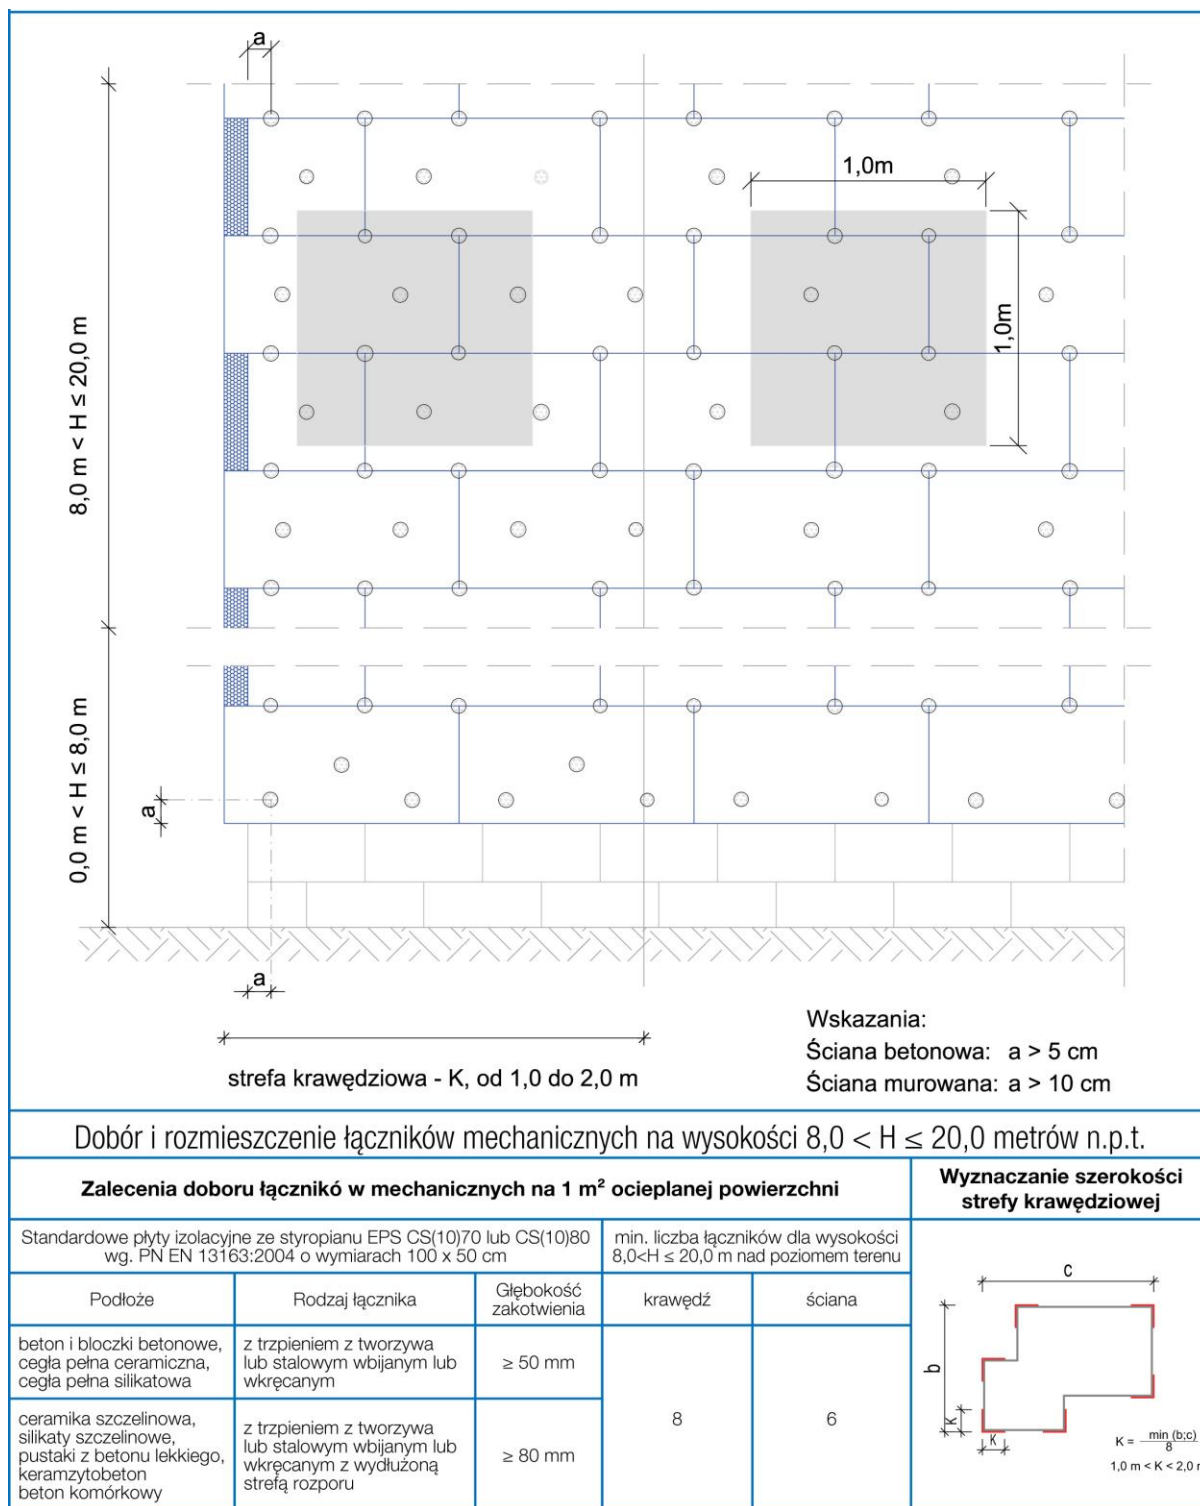 a
1,0m
1,0m
8,0 m < H ≤ 20,0 m
0,0 m < H ≤ 8,0 m
a
a
Wskazania:
Ściana betonowa: a > 5 cm
Ściana murowana: a > 10 cm
strefa krawędziowa - K, od 1,0 do 2,0 m
Dobór i rozmieszczenie łączników mechanicznych na wysokości 8,0 < H ≤ 20,0 metrów n.p.t.
Zalecenia doboru łącznikó w mechanicznych na 1 m² ocieplanej powierzchni
Wyznaczanie szerokości
strefy krawędziowej
Standardowe płyty izolacyjne ze styropianu EPS CS(10)70 lub CS(10)80
wg. PN EN 13163:2004 o wymiarach 100 x 50 cm
min. liczba łączników dla wysokości
8,0<H ≤ 20,0 m nad poziomem terenu
Podłoże
Rodzaj łącznika
Głębokość
zakotwienia
krawędź
ściana
beton i bloczki betonowe,
cegła pełna ceramiczna,
cegła pełna silikatowa
z trzpieniem z tworzywa
lub stalowym wbijanym lub
wkręcanym
≥ 50 mm
8
6
ceramika szczelinowa,
silikaty szczelinowe,
pustaki z betonu lekkiego,
keramzytobeton
beton komórkowy
z trzpieniem z tworzywa
lub stalowym wbijanym lub
wkręcanym z wydłużoną
strefą rozporu
≥ 80 mm
c
b
K
K
K = min (b;c)
8
1,0 m < K < 2,0 m